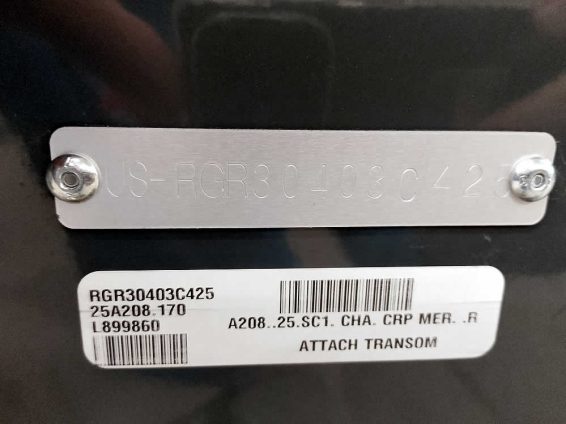 US-RGR30403C425
RGR30403C425
25A208.170
L899860
A208..25.SC1. CHA. CRP MER. .R
ATTACH TRANSOM